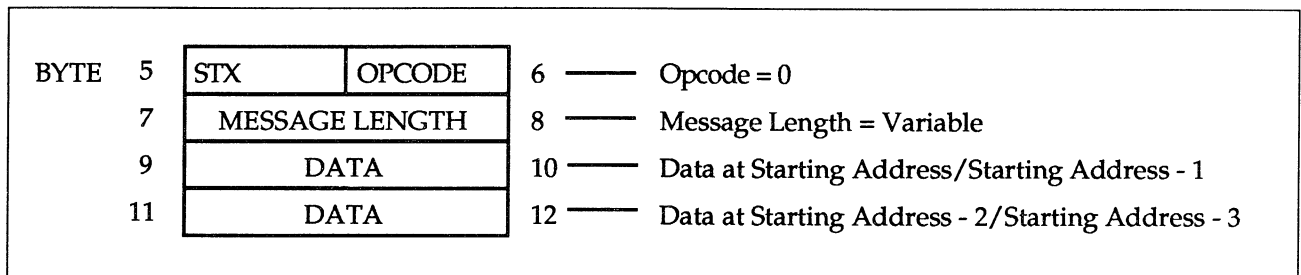 BYTE 5 STX OPCODE 6 Opcode = 0
7 MESSAGE LENGTH 8 Message Length = Variable
9 DATA 10 Data at Starting Address/Starting Address - 1
11 DATA 12 Data at Starting Address - 2/Starting Address - 3